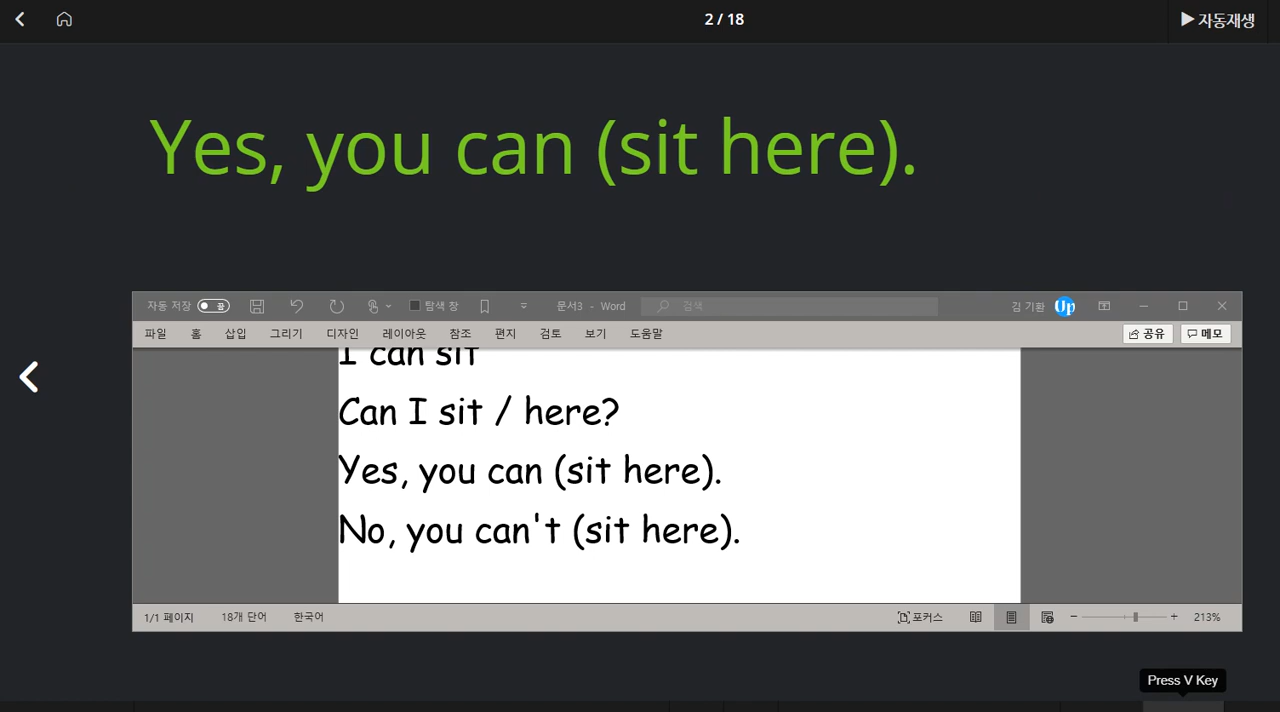 2 / 18
자동재생
Yes, you can (sit here).
자동 저장 끔 탐색 창 문서3 - Word 검색 김 기환 Up
파일 홈 삽입 그리기 디자인 레이아웃 참조 편지 검토 보기 도움말 공유 메모
I can sit
Can I sit / here?
Yes, you can (sit here).
No, you can't (sit here).
1/1 페이지 18개 단어 한국어 포커스 213%
Press V Key